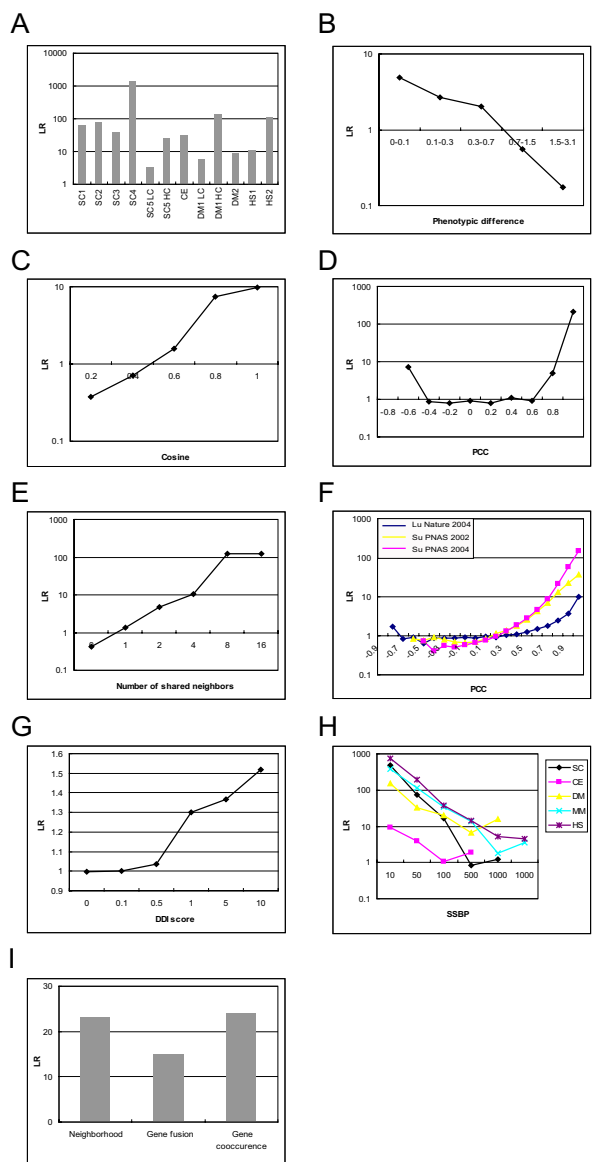 A
10000
1000
100
10
1
LR
SC1
SC2
SC3
SC4
SC5 LC
SC5 HC
CE
DM1 LC
DM1 HC
DM2
HS1
HS2
B
10
1
0.1
LR
0-0.1
0.1-0.3
0.3-0.7
0.7-1.5
1.5-3.1
Phenotypic difference
C
10
1
0.1
LR
0.2
0.4
0.6
0.8
1
Cosine
D
1000
100
10
1
0.1
LR
-0.8
-0.6
-0.4
-0.2
0
0.2
0.4
0.6
0.8
PCC
E
1000
100
10
1
0.1
LR
0
1
2
4
8
16
Number of shared neighbors
F
Lu Nature 2004
Su PNAS 2002
Su PNAS 2004
1000
100
10
1
0.1
LR
-0.9
-0.7
-0.5
-0.3
-0.1
0.1
0.3
0.5
0.7
0.9
PCC
G
1.6
1.5
1.4
1.3
1.2
1.1
1
0.9
LR
0
0.1
0.5
1
5
10
DDI score
H
1000
100
10
1
0.1
LR
10
50
100
500
1000
1000
SSBP
SC
CE
DM
MM
HS
I
30
20
10
0
LR
Neighborhood
Gene fusion
Gene
cooccurence